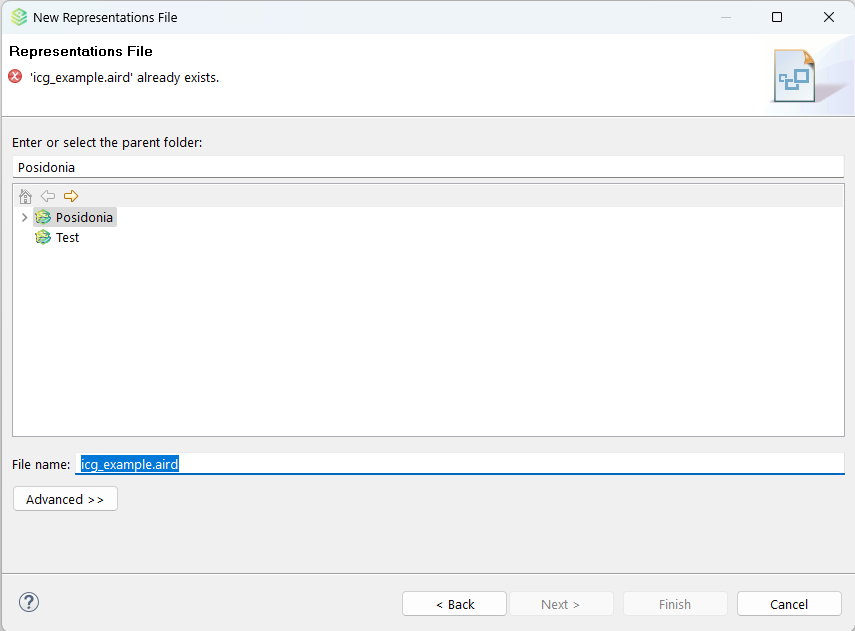 New Representations File
Representations File
'icg_example.aird' already exists.
Enter or select the parent folder:
Posidonia
Posidonia
Test
File name: icg_example.aird
Advanced >>
? < Back Next > Finish Cancel